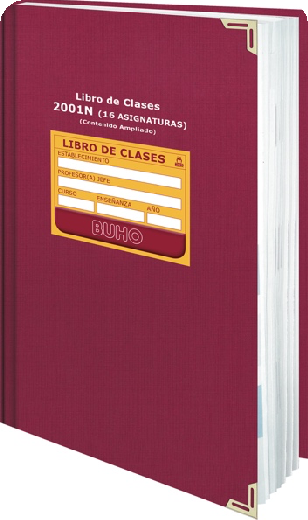 Libro de Clases
2001N (16 ASIGNATURAS)
(Contenido Ampliado)
LIBRO DE CLASES
ESTABLECIMIENTO
PROFESOR(A) JEFE
CURSO ENSEÑANZA AÑO
BUHO